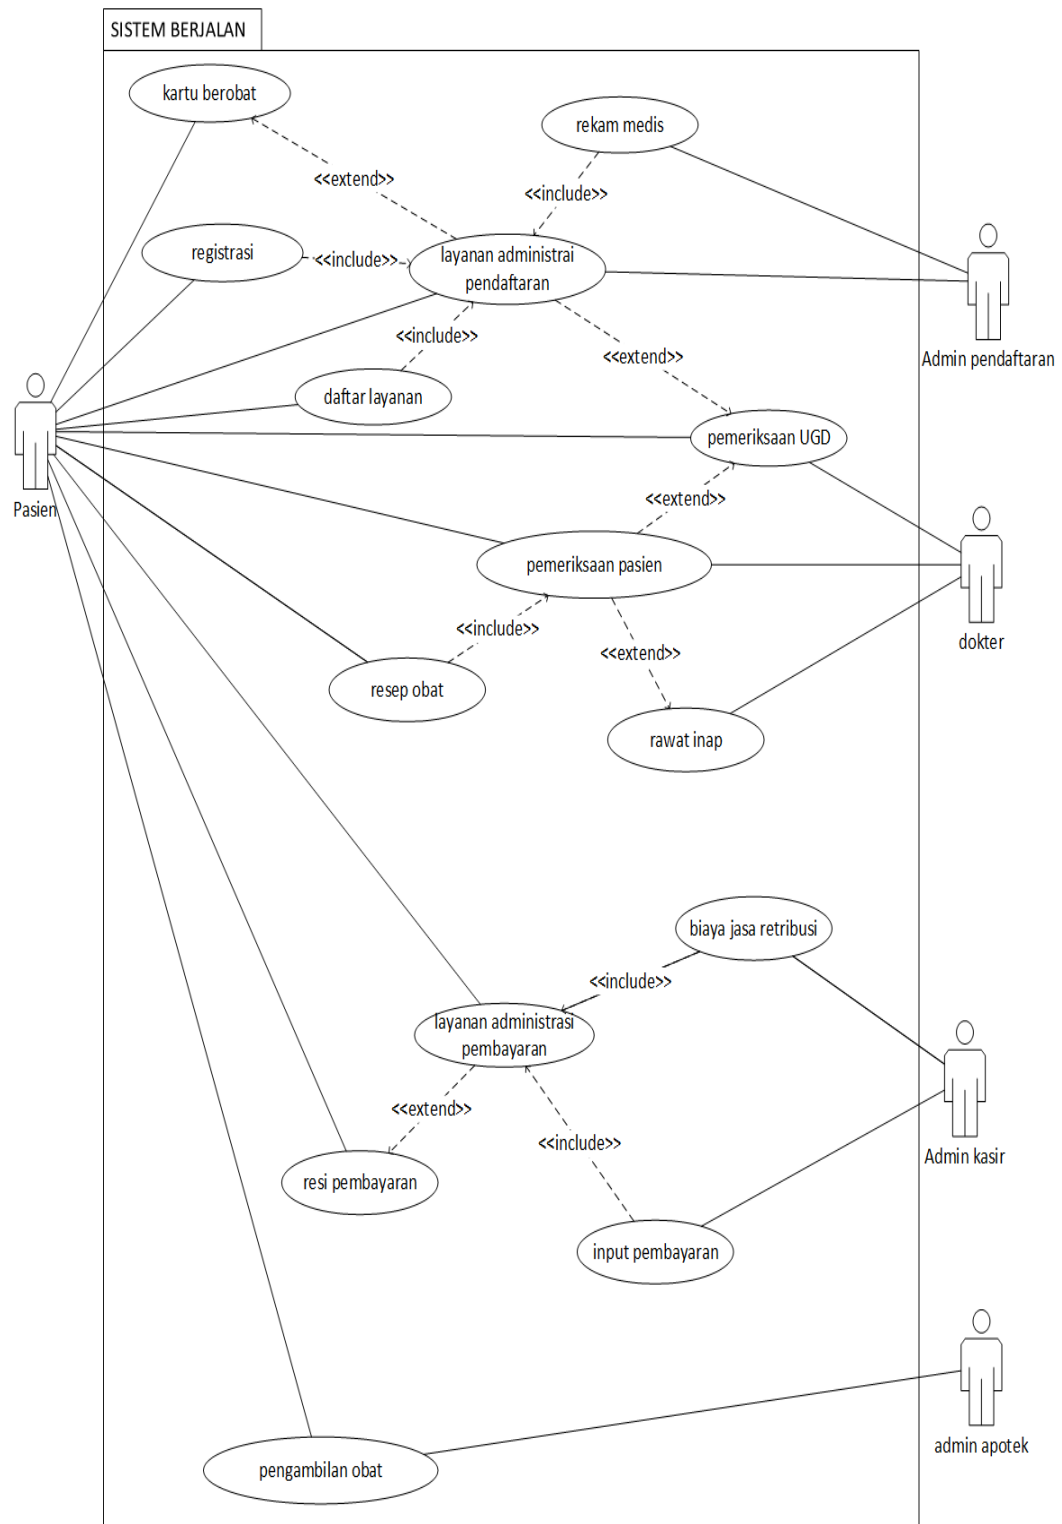 SISTEM BERJALAN
kartu berobat
rekam medis
<<extend>>
<<include>>
registrasi
<<include>>
layanan administrai
pendaftaran
<<include>>
<<extend>>
Admin pendaftaran
daftar layanan
pemeriksaan UGD
Pasien
<<extend>>
pemeriksaan pasien
<<include>>
<<extend>>
dokter
resep obat
rawat inap
biaya jasa retribusi
<<include>>
layanan administrasi
pembayaran
<<extend>>
<<include>>
Admin kasir
resi pembayaran
input pembayaran
admin apotek
pengambilan obat